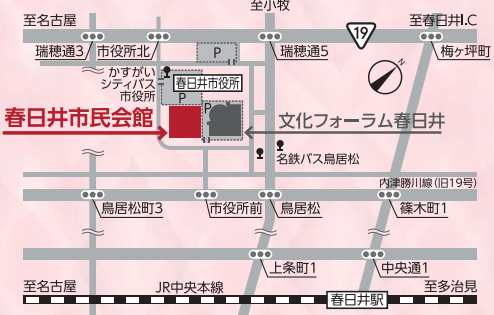 至小牧
至名古屋
19
至春日井I.C
瑞穂通3
市役所北
P
瑞穂通5
梅ヶ坪町
N
かすがい
シティバス
市役所
春日井市役所
P
P
春日井市民会館
文化フォーラム春日井
名鉄バス鳥居松
内津勝川線(旧19号)
鳥居松町3
市役所前
鳥居松
篠木町1
上条町1
中央通1
至名古屋
JR中央本線
春日井駅
至多治見